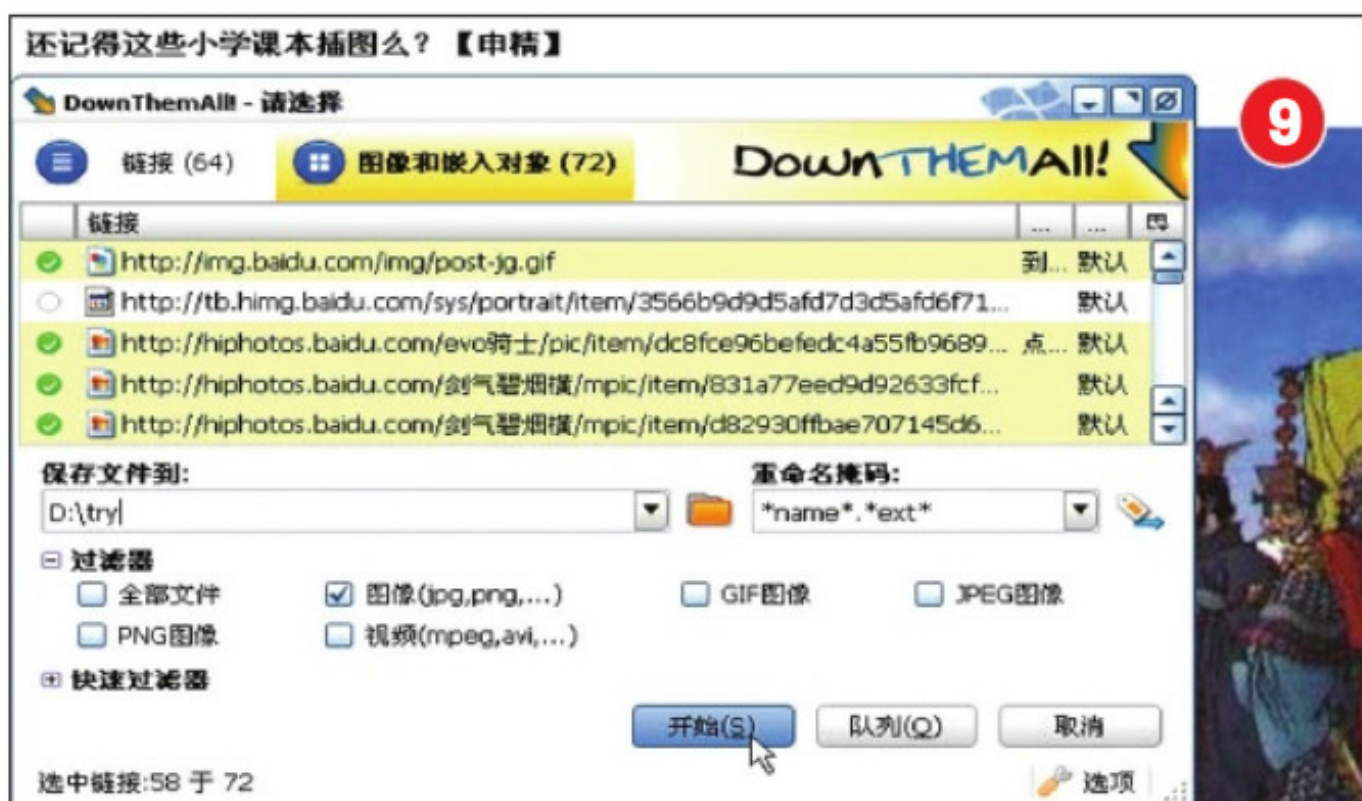 还记得这些小学课本插图么？【申精】
DownThemAll! - 请选择
9
链接 (64) 图像和嵌入对象 (72) DownTHEMAll!
链接 ... ...
http://img.baidu.com/img/post-jg.gif 到... 默认
http://tb.himg.baidu.com/sys/portrait/item/3566b9d9d5afd7d3d5afd6f71... 默认
http://hiphotos.baidu.com/evo骑士/pic/item/dc8fce96befedc4a55fb9689... 点... 默认
http://hiphotos.baidu.com/剑气碧烟横/mpic/item/831a77eed9d92633fcf... 默认
http://hiphotos.baidu.com/剑气碧烟横/mpic/item/d82930ffbae707145d6... 默认
保存文件到: 重命名掩码:
D:\try *name*.*ext*
过滤器
全部文件 图像(jpg,png,...) GIF图像 JPEG图像
PNG图像 视频(mpeg,avi,...)
快速过滤器
开始(S) 队列(Q) 取消
选中链接:58 于 72 选项